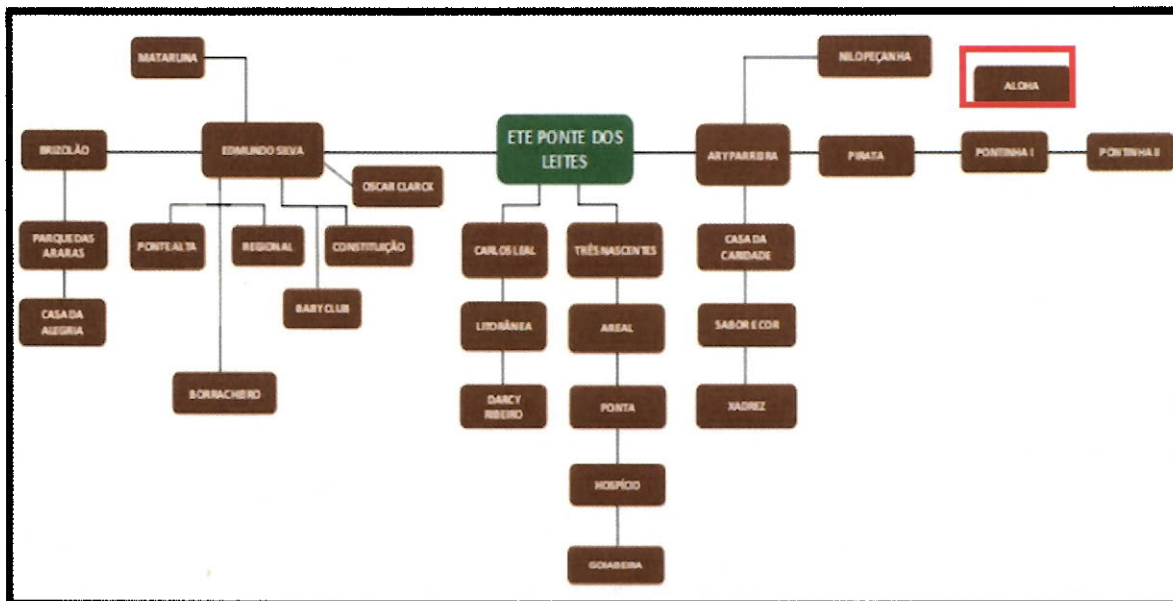 MATARUNA
NILO PEÇANHA
ALOHA
ETE PONTE DOS
LEITES
BRIZOLÃO
EDMUNDO SILVA
ARY PARREIRA
PIRATA
PONTINHA I
PONTINHA II
OSCAR CLARCK
PARQUE DAS
ARARAS
PONTE ALTA
REGIONAL
CONSTITUIÇÃO
CARLOS LEAL
TRÊS NASCENTES
CASA DA
CARIDADE
BABY CLUB
CASA DA
ALEGRIA
LITORÂNEA
AREAL
SABOR E COR
BORRACHEIRO
DARCY
RIBEIRO
PONTA
XADREZ
HOSPÍCIO
GOIABEIRA